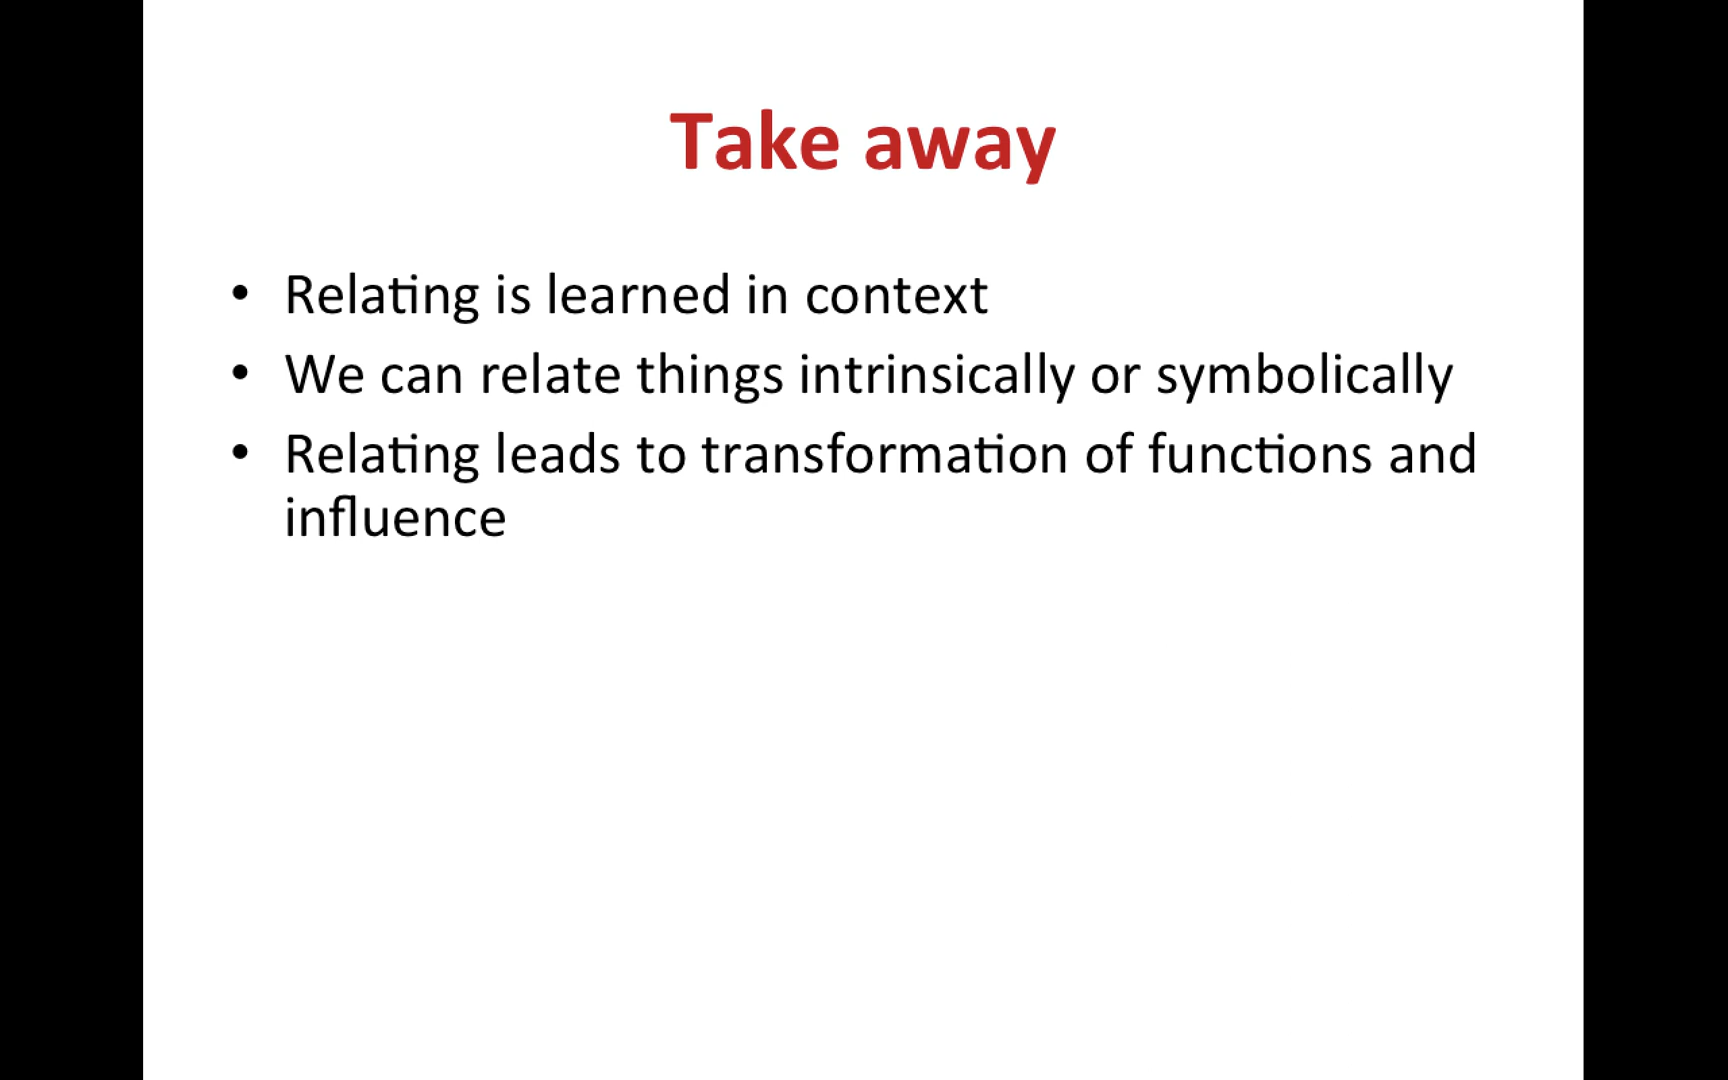 Take away
• Relating is learned in context
• We can relate things intrinsically or symbolically
• Relating leads to transformation of functions and
influence